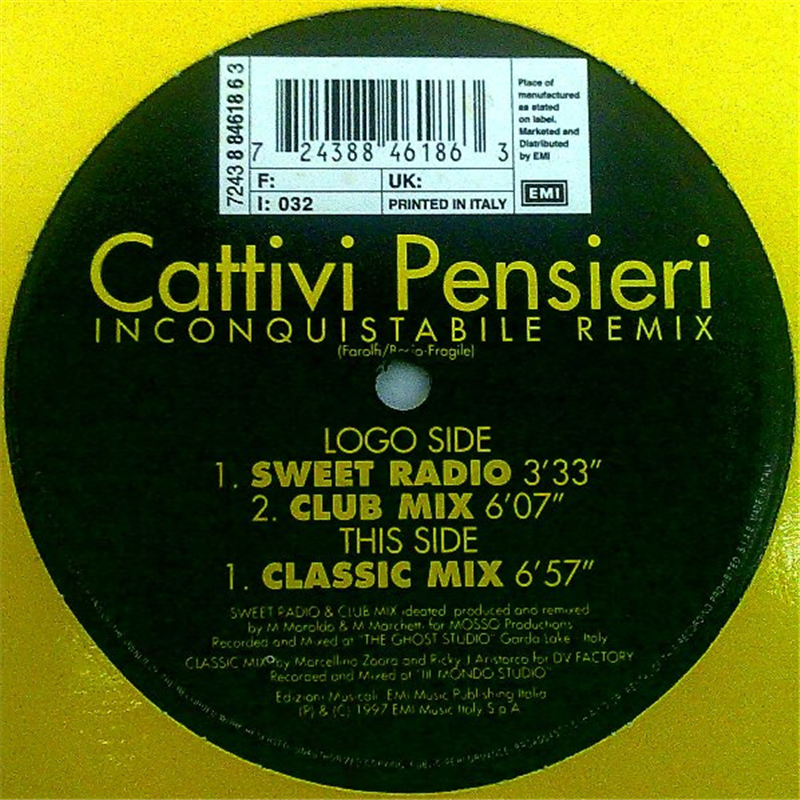 7243 8 84618 6 3
7 24388 46186 3
F:
UK:
I: 032
PRINTED IN ITALY
Place of
manufactured
as stated
on label.
Marketed and
Distributed
by EMI
EMI
Cattivi Pensieri
INCONQUISTABILE REMIX
(Farolfi/ -Fragile)
LOGO SIDE
1. SWEET RADIO 3'33"
2. CLUB MIX 6'07"
THIS SIDE
1. CLASSIC MIX 6'57"
SWEET RADIO & CLUB MIX ideated produced and remixed
by M Moroldo & M Marchetti for MOSSO Productions
Recorded and Mixed at "THE GHOST STUDIO" Garda Lake - Italy
CLASSIC MIX by Marcellino Zaora and Ricky J Aristarco for DV FACTORY
Recorded and Mixed at "III MONDO STUDIO"
Edizioni Musicali EMI Music Publishing Italia
(P) & (C) 1997 EMI Music Italy S.p.A